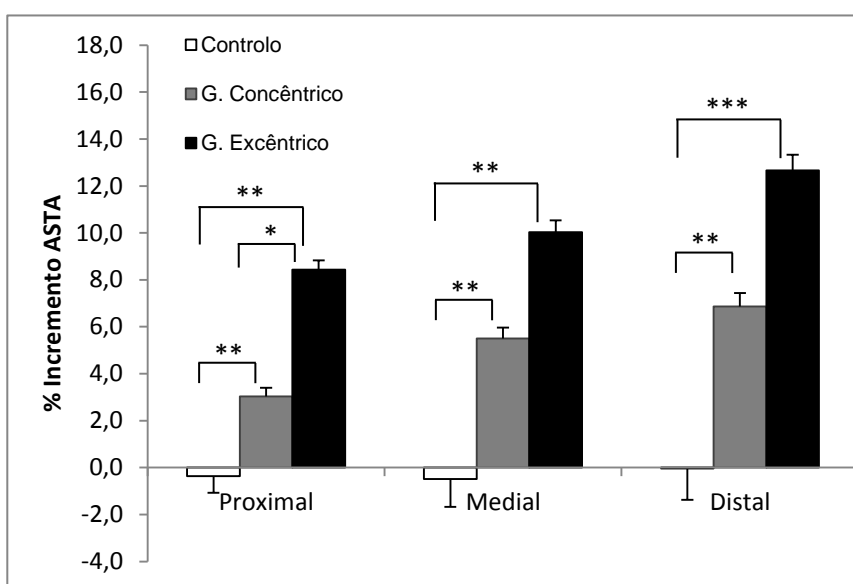 % Incremento ASTA
18,0
16,0
14,0
12,0
10,0
8,0
6,0
4,0
2,0
0,0
-2,0
-4,0
Controlo
G. Concêntrico
G. Excêntrico
**
*
**
**
**
***
**
Proximal
Medial
Distal